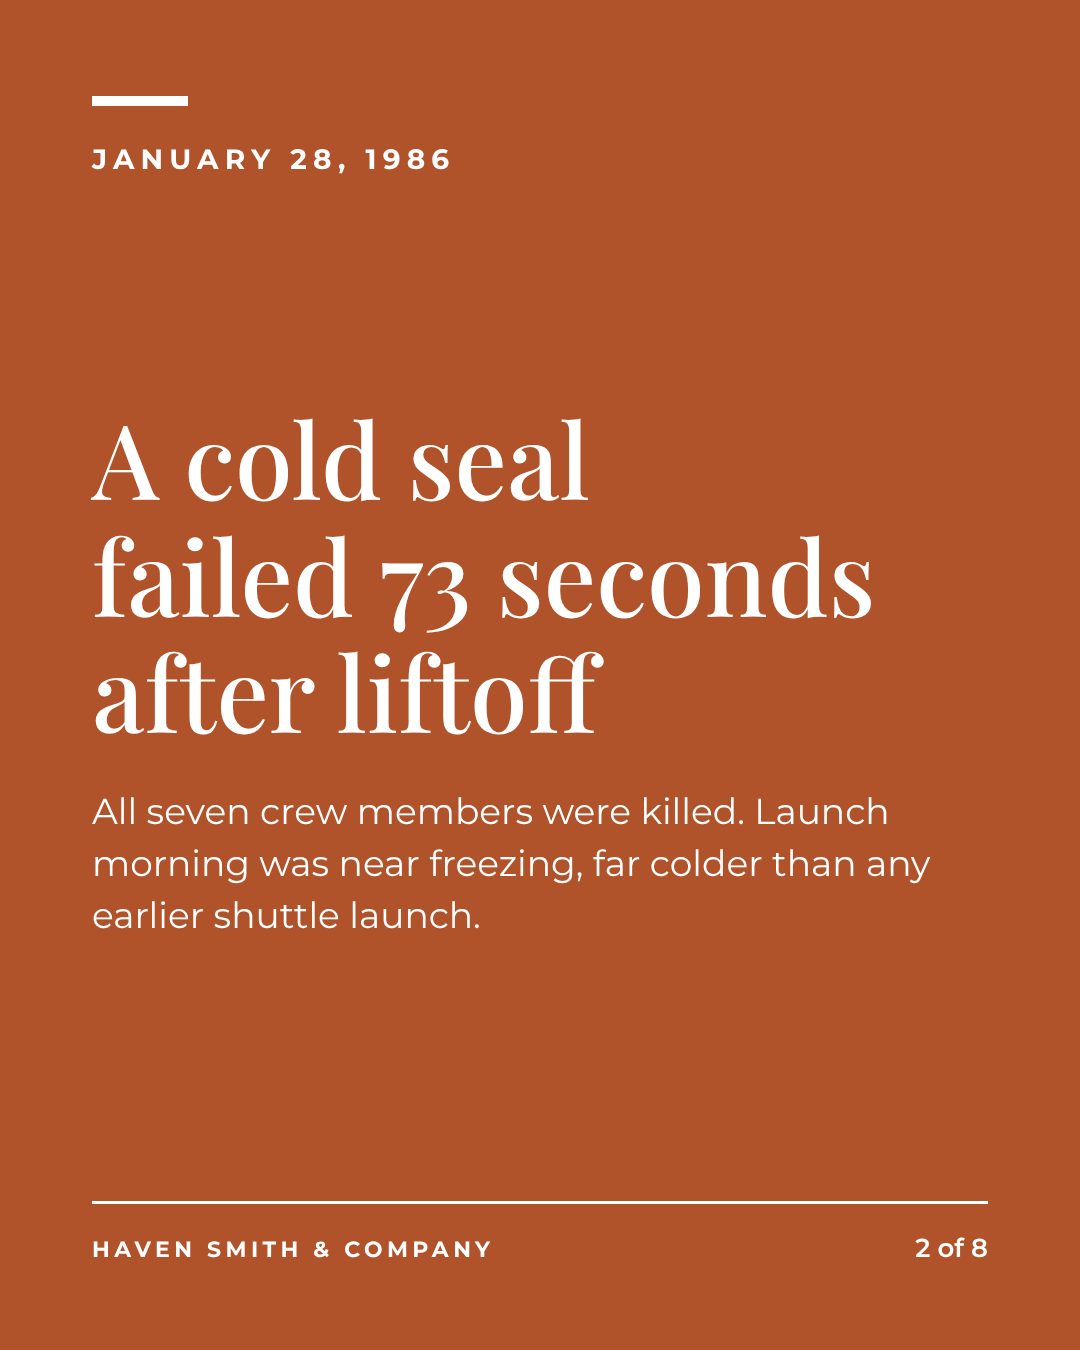 JANUARY 28, 1986
A cold seal
failed 73 seconds
after liftoff
All seven crew members were killed. Launch
morning was near freezing, far colder than any
earlier shuttle launch.
HAVEN SMITH & COMPANY
2 of 8